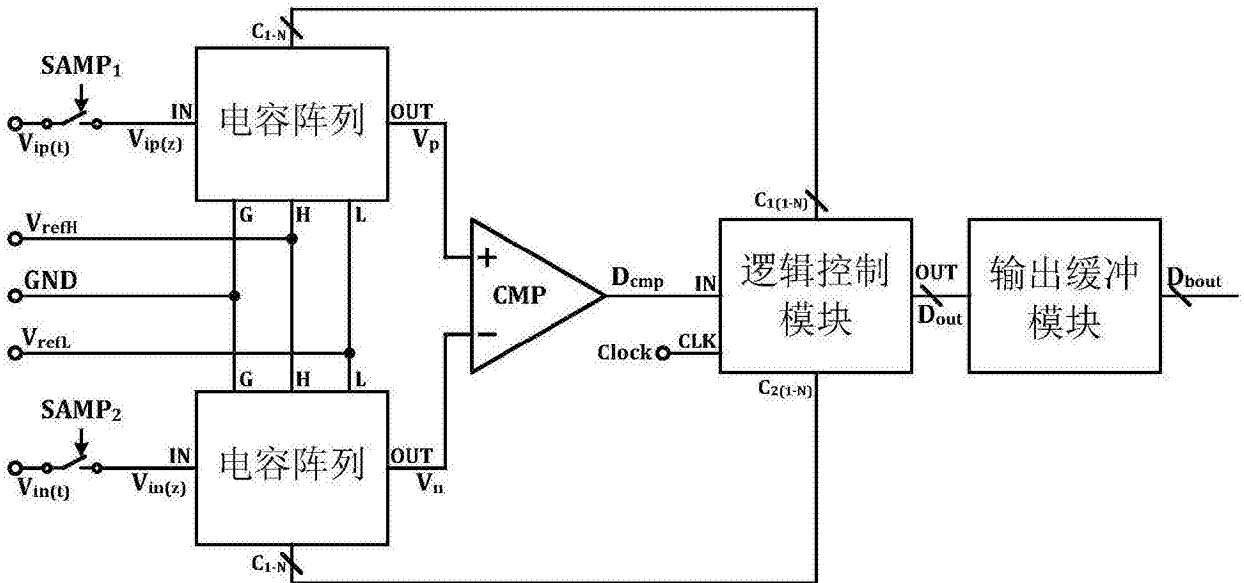 C1-N
SAMP1
IN
电容阵列
OUT
Vip(t)
Vip(z)
Vp
G
H
L
VrefH
GND
VrefL
CMP
Dcmp
C1(1-N)
IN
逻辑控制
模块
OUT
Dout
输出缓冲
模块
Dbout
Clock
CLK
C2(1-N)
G
H
L
SAMP2
IN
电容阵列
OUT
Vin(t)
Vin(z)
Vn
C1-N